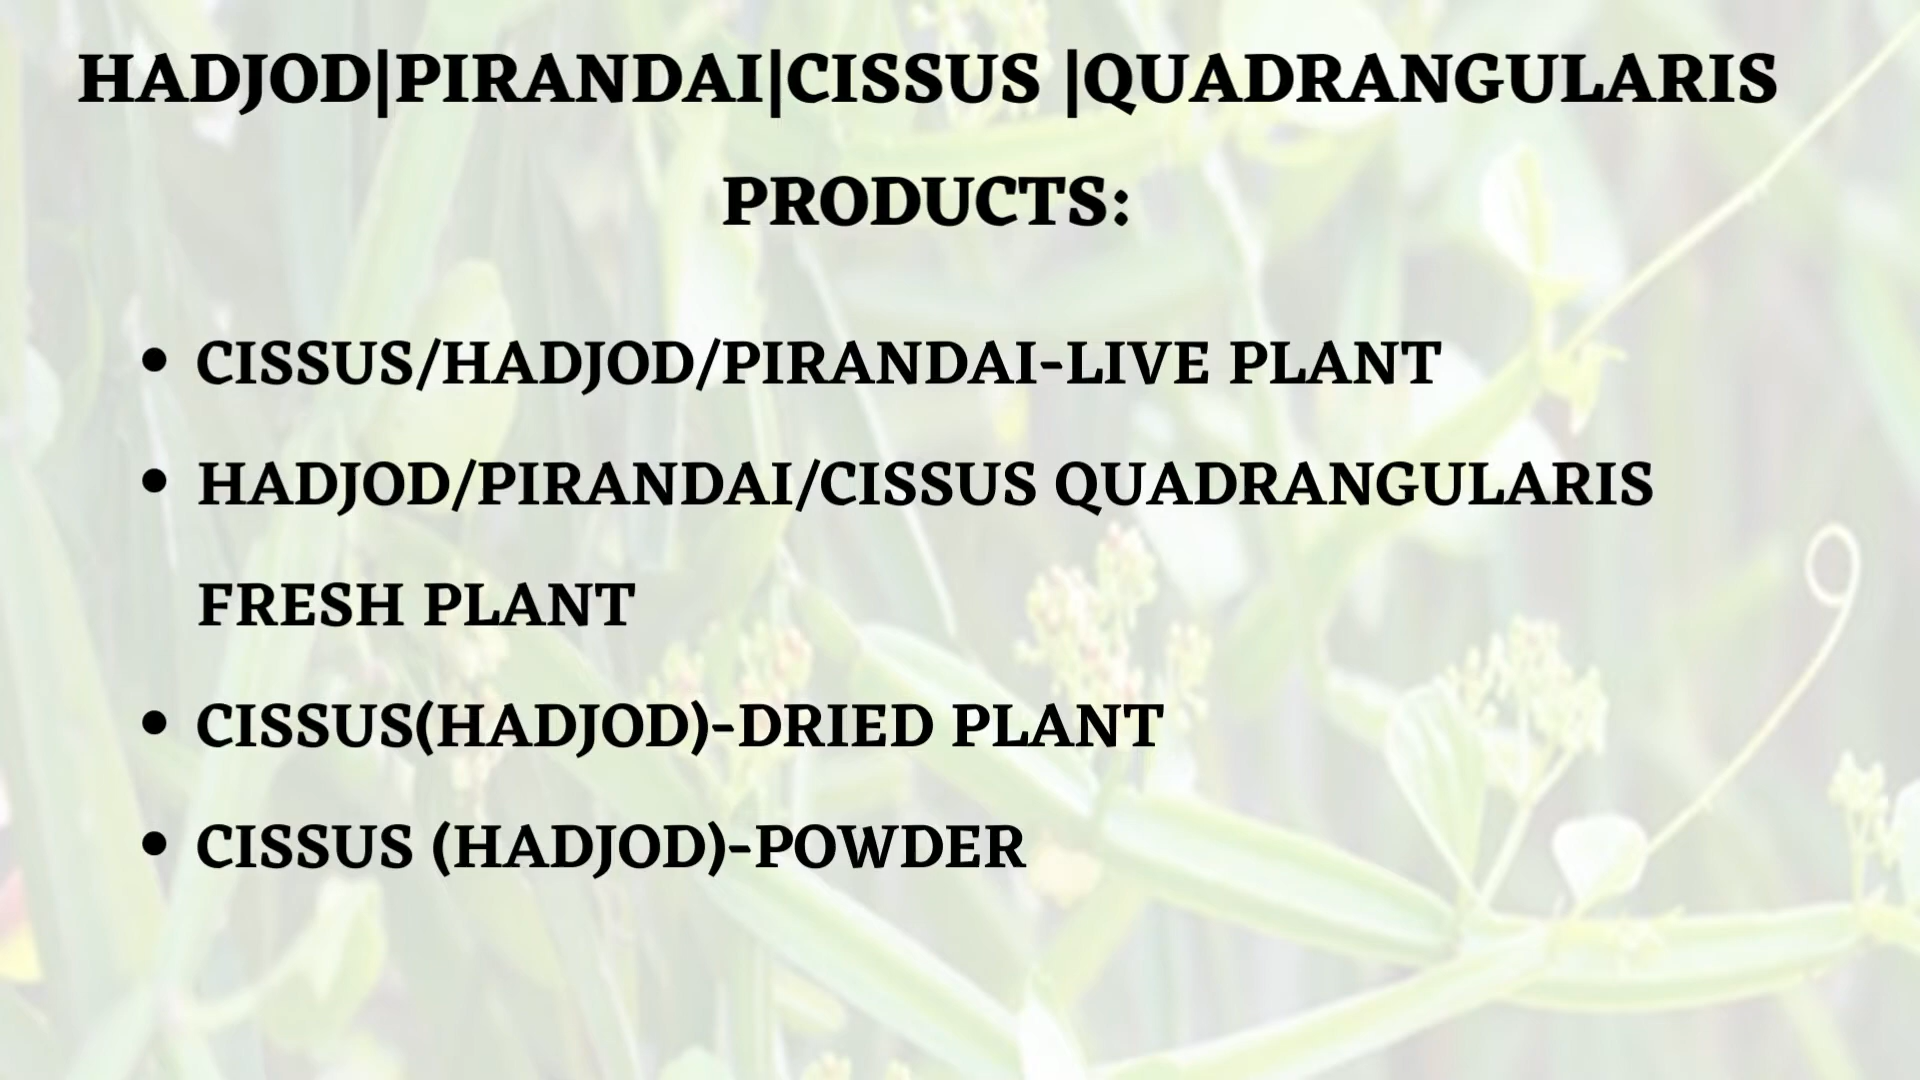 HADJOD|PIRANDAI|CISSUS |QUADRANGULARIS
PRODUCTS:
• CISSUS/HADJOD/PIRANDAI-LIVE PLANT
• HADJOD/PIRANDAI/CISSUS QUADRANGULARIS
FRESH PLANT
• CISSUS(HADJOD)-DRIED PLANT
• CISSUS (HADJOD)-POWDER